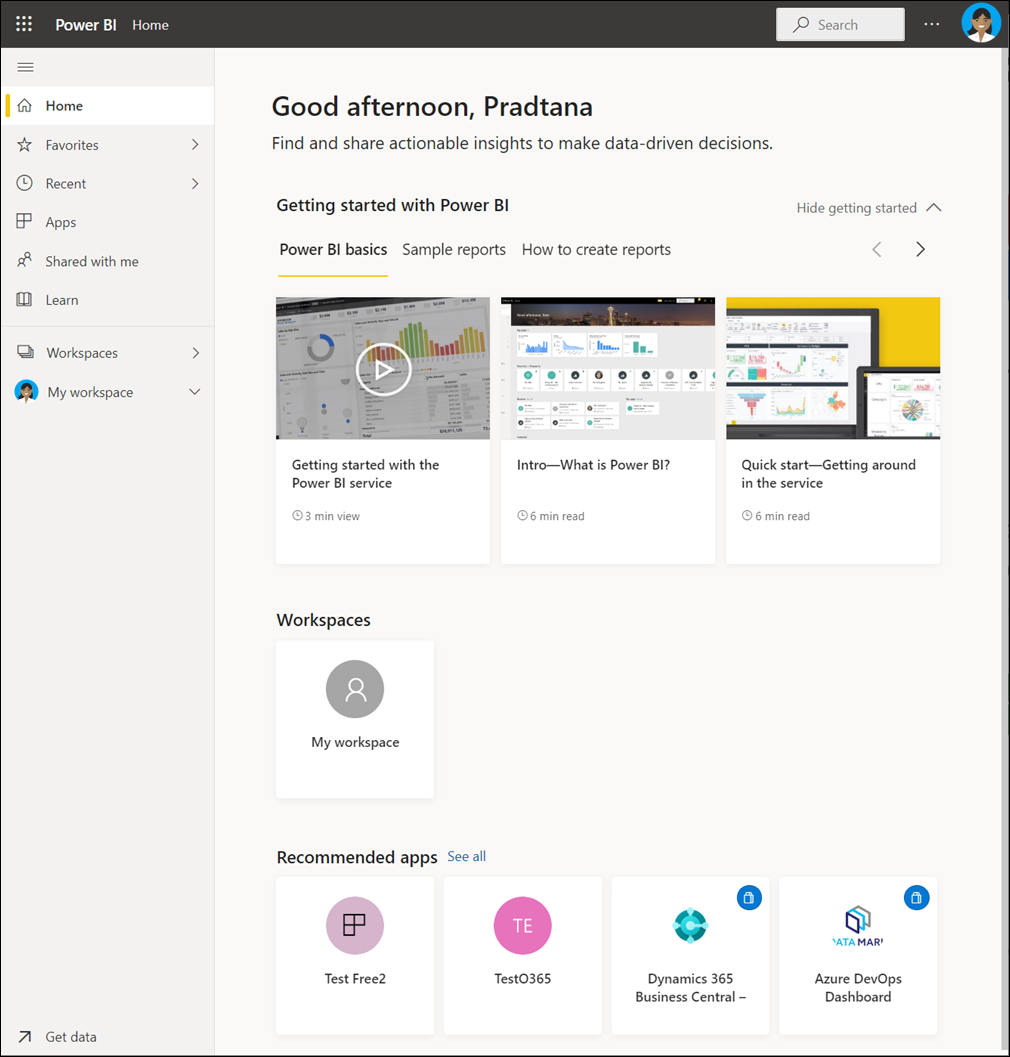 Power BI Home
Search
Home
Favorites
Recent
Apps
Shared with me
Learn
Workspaces
My workspace
Get data
Good afternoon, Pradtana
Find and share actionable insights to make data-driven decisions.
Getting started with Power BI
Hide getting started
Power BI basics
Sample reports
How to create reports
Getting started with the
Power BI service
3 min view
Intro—What is Power BI?
6 min read
Quick start—Getting around
in the service
6 min read
Workspaces
My workspace
Recommended apps
See all
Test Free2
TE
TestO365
Dynamics 365
Business Central –
Azure DevOps
Dashboard